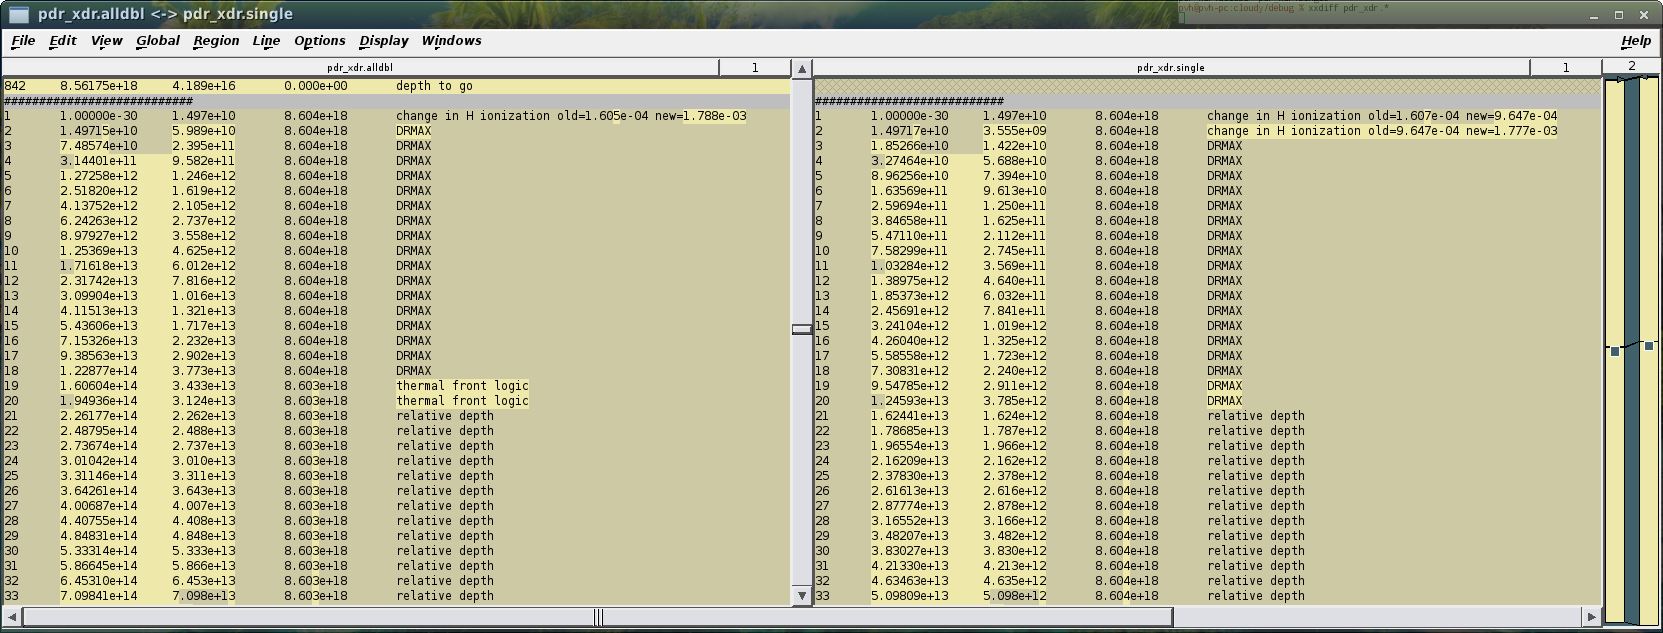 pdr_xdr.alldbl <-> pdr_xdr.single
pvh@pvh-pc:cloudy/debug % xxdiff pdr_xdr.*
File Edit View Global Region Line Options Display Windows Help
pdr_xdr.alldbl 1
842 8.56175e+18 4.189e+16 0.000e+00 depth to go
###########################
1 1.00000e-30 1.497e+10 8.604e+18 change in H ionization old=1.605e-04 new=1.788e-03
2 1.49715e+10 5.989e+10 8.604e+18 DRMAX
3 7.48574e+10 2.395e+11 8.604e+18 DRMAX
4 3.14401e+11 9.582e+11 8.604e+18 DRMAX
5 1.27258e+12 1.246e+12 8.604e+18 DRMAX
6 2.51820e+12 1.619e+12 8.604e+18 DRMAX
7 4.13752e+12 2.105e+12 8.604e+18 DRMAX
8 6.24263e+12 2.737e+12 8.604e+18 DRMAX
9 8.97927e+12 3.558e+12 8.604e+18 DRMAX
10 1.25369e+13 4.625e+12 8.604e+18 DRMAX
11 1.71618e+13 6.012e+12 8.604e+18 DRMAX
12 2.31742e+13 7.816e+12 8.604e+18 DRMAX
13 3.09904e+13 1.016e+13 8.604e+18 DRMAX
14 4.11513e+13 1.321e+13 8.604e+18 DRMAX
15 5.43606e+13 1.717e+13 8.604e+18 DRMAX
16 7.15326e+13 2.232e+13 8.604e+18 DRMAX
17 9.38563e+13 2.902e+13 8.604e+18 DRMAX
18 1.22877e+14 3.773e+13 8.604e+18 DRMAX
19 1.60604e+14 3.433e+13 8.603e+18 thermal front logic
20 1.94936e+14 3.124e+13 8.603e+18 thermal front logic
21 2.26177e+14 2.262e+13 8.603e+18 relative depth
22 2.48795e+14 2.488e+13 8.603e+18 relative depth
23 2.73674e+14 2.737e+13 8.603e+18 relative depth
24 3.01042e+14 3.010e+13 8.603e+18 relative depth
25 3.31146e+14 3.311e+13 8.603e+18 relative depth
26 3.64261e+14 3.643e+13 8.603e+18 relative depth
27 4.00687e+14 4.007e+13 8.603e+18 relative depth
28 4.40755e+14 4.408e+13 8.603e+18 relative depth
29 4.84831e+14 4.848e+13 8.603e+18 relative depth
30 5.33314e+14 5.333e+13 8.603e+18 relative depth
31 5.86645e+14 5.866e+13 8.603e+18 relative depth
32 6.45310e+14 6.453e+13 8.603e+18 relative depth
33 7.09841e+14 7.098e+13 8.603e+18 relative depth
pdr_xdr.single 1
###########################
1 1.00000e-30 1.497e+10 8.604e+18 change in H ionization old=1.607e-04 new=9.647e-04
2 1.49717e+10 3.555e+09 8.604e+18 change in H ionization old=9.647e-04 new=1.777e-03
3 1.85266e+10 1.422e+10 8.604e+18 DRMAX
4 3.27464e+10 5.688e+10 8.604e+18 DRMAX
5 8.96256e+10 7.394e+10 8.604e+18 DRMAX
6 1.63569e+11 9.613e+10 8.604e+18 DRMAX
7 2.59694e+11 1.250e+11 8.604e+18 DRMAX
8 3.84658e+11 1.625e+11 8.604e+18 DRMAX
9 5.47110e+11 2.112e+11 8.604e+18 DRMAX
10 7.58299e+11 2.745e+11 8.604e+18 DRMAX
11 1.03284e+12 3.569e+11 8.604e+18 DRMAX
12 1.38975e+12 4.640e+11 8.604e+18 DRMAX
13 1.85373e+12 6.032e+11 8.604e+18 DRMAX
14 2.45691e+12 7.841e+11 8.604e+18 DRMAX
15 3.24104e+12 1.019e+12 8.604e+18 DRMAX
16 4.26040e+12 1.325e+12 8.604e+18 DRMAX
17 5.58558e+12 1.723e+12 8.604e+18 DRMAX
18 7.30831e+12 2.240e+12 8.604e+18 DRMAX
19 9.54785e+12 2.911e+12 8.604e+18 DRMAX
20 1.24593e+13 3.785e+12 8.604e+18 DRMAX
21 1.62441e+13 1.624e+12 8.604e+18 relative depth
22 1.78685e+13 1.787e+12 8.604e+18 relative depth
23 1.96554e+13 1.966e+12 8.604e+18 relative depth
24 2.16209e+13 2.162e+12 8.604e+18 relative depth
25 2.37830e+13 2.378e+12 8.604e+18 relative depth
26 2.61613e+13 2.616e+12 8.604e+18 relative depth
27 2.87774e+13 2.878e+12 8.604e+18 relative depth
28 3.16552e+13 3.166e+12 8.604e+18 relative depth
29 3.48207e+13 3.482e+12 8.604e+18 relative depth
30 3.83027e+13 3.830e+12 8.604e+18 relative depth
31 4.21330e+13 4.213e+12 8.604e+18 relative depth
32 4.63463e+13 4.635e+12 8.604e+18 relative depth
33 5.09809e+13 5.098e+12 8.604e+18 relative depth
2